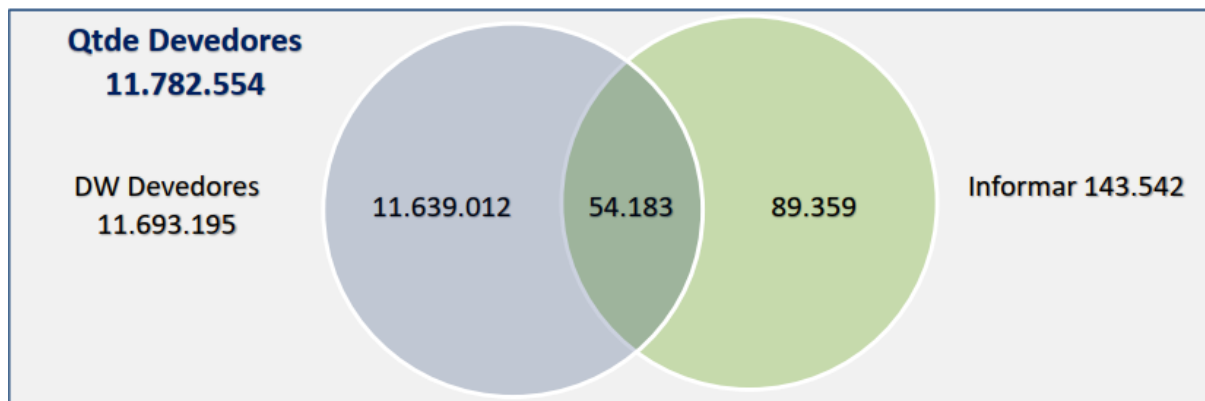 Qtde Devedores
11.782.554
DW Devedores
11.693.195
11.639.012
54.183
89.359
Informar 143.542